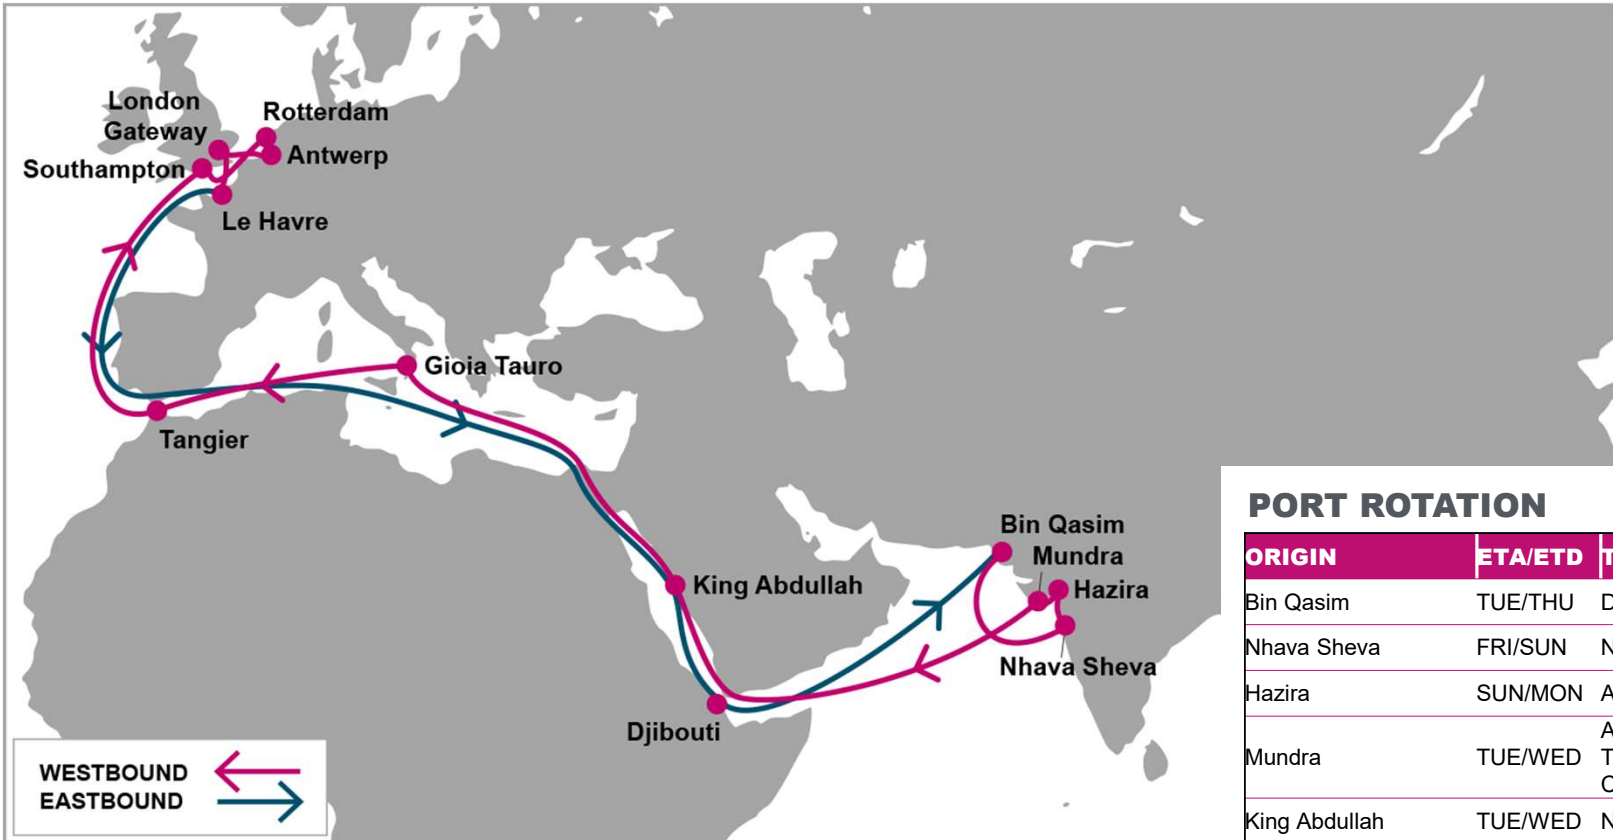 London
Gateway
Rotterdam
Antwerp
Southampton
Le Havre
Gioia Tauro
Tangier
King Abdullah
Djibouti
Bin Qasim
Mundra
Hazira
Nhava Sheva
WESTBOUND
EASTBOUND
PORT ROTATION
ORIGIN ETA/ETD T
Bin Qasim TUE/THU D
Nhava Sheva FRI/SUN N
Hazira SUN/MON A
Mundra TUE/WED A
T
C
King Abdullah TUE/WED N